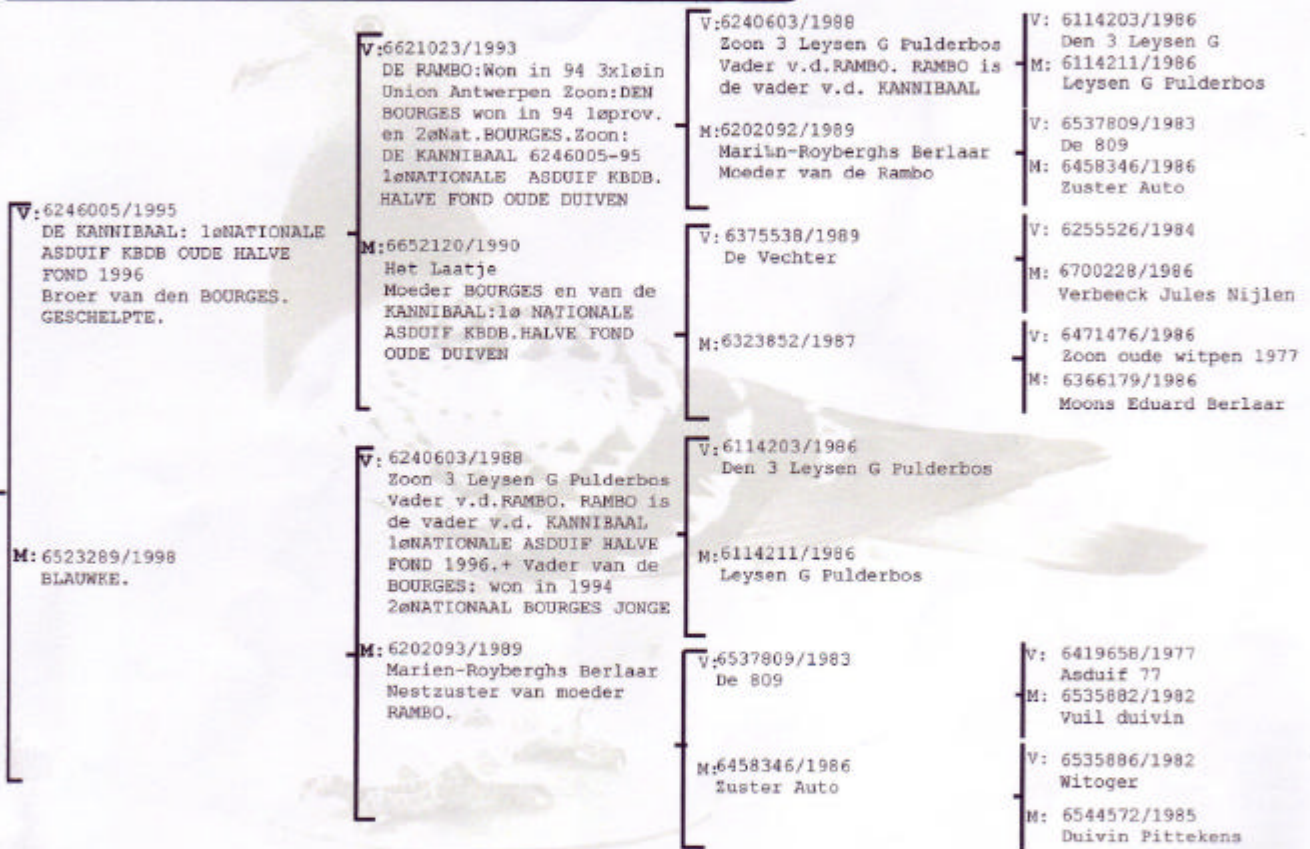 V: 6246005/1995
DE KANNIBAAL: 1øNATIONALE
ASDUIF KBDB OUDE HALVE
FOND 1996
Broer van den BOURGES.
GESCHELPTE.
M: 6523289/1998
BLAUWKE.
V: 6621023/1993
DE RAMBO:Won in 94 3x1øin
Union Antwerpen Zoon:DEN
BOURGES won in 94 1øprov.
en 2øNat.BOURGES.Zoon:
DE KANNIBAAL 6246005-95
1øNATIONALE ASDUIF KBDB.
HALVE FOND OUDE DUIVEN
M: 6652120/1990
Het Laatje
Moeder BOURGES en van de
KANNIBAAL:1ø NATIONALE
ASDUIF KBDB.HALVE FOND
OUDE DUIVEN
V: 6240603/1988
Zoon 3 Leysen G Pulderbos
Vader v.d.RAMBO. RAMBO is
de vader v.d. KANNIBAAL
1øNATIONALE ASDUIF HALVE
FOND 1996.+ Vader van de
BOURGES: won in 1994
2øNATIONAAL BOURGES JONGE
M: 6202093/1989
Marien-Royberghs Berlaar
Nestzuster van moeder
RAMBO.
V: 6240603/1988
Zoon 3 Leysen G Pulderbos
Vader v.d.RAMBO. RAMBO is
de vader v.d. KANNIBAAL
M: 6202092/1989
Mari‰n-Royberghs Berlaar
Moeder van de Rambo
V: 6375538/1989
De Vechter
M: 6323852/1987
V: 6114203/1986
Den 3 Leysen G Pulderbos
M: 6114211/1986
Leysen G Pulderbos
V: 6537809/1983
De 809
M: 6458346/1986
Zuster Auto
V: 6114203/1986
Den 3 Leysen G
M: 6114211/1986
Leysen G Pulderbos
V: 6537809/1983
De 809
M: 6458346/1986
Zuster Auto
V: 6255526/1984
M: 6700228/1986
Verbeeck Jules Nijlen
V: 6471476/1986
Zoon oude witpen 1977
M: 6366179/1986
Moons Eduard Berlaar
V: 6419658/1977
Asduif 77
M: 6535882/1982
Vuil duivin
V: 6535886/1982
Witoger
M: 6544572/1985
Duivin Pittekens